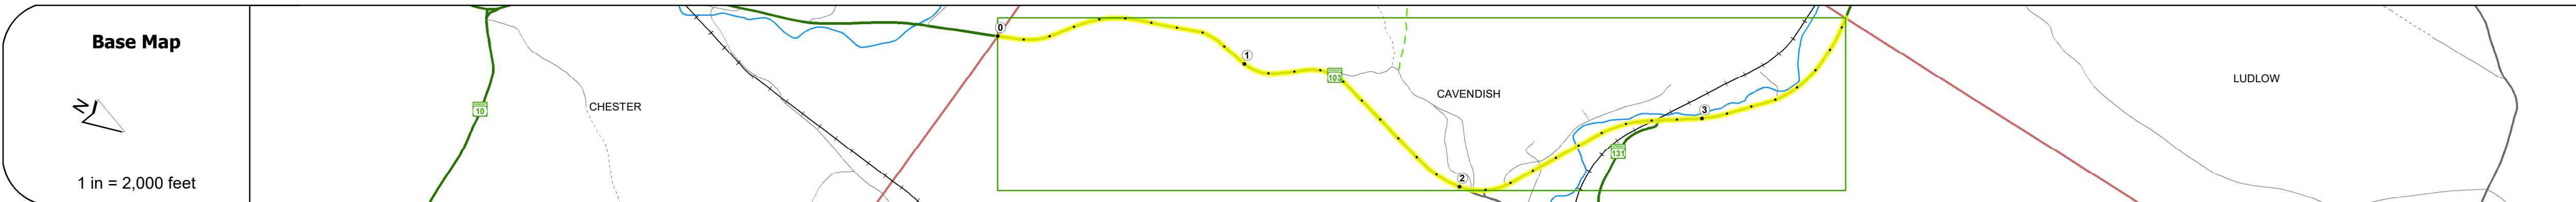 Base Map
N
1 in = 2,000 feet
10
CHESTER
0
1
103
CAVENDISH
2
3
131
LUDLOW